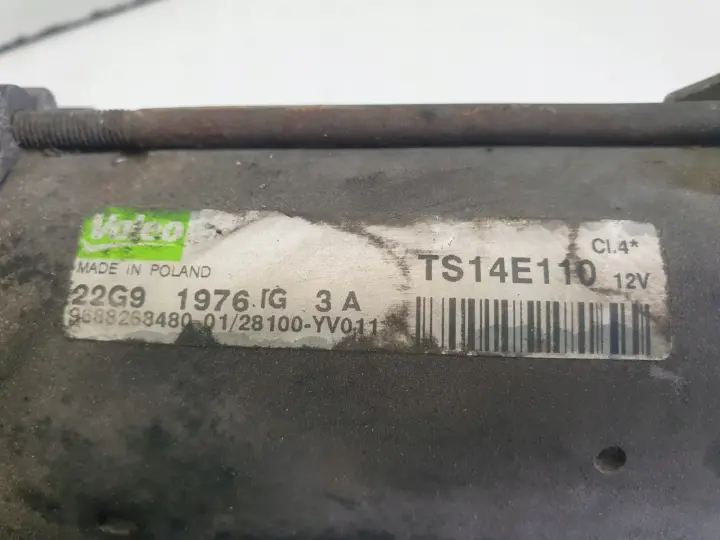 Valeo
MADE IN POLAND
TS14E110
Cl.4*
12V
22G9 1976 IG 3 A
9688268480-01/28100-YV011